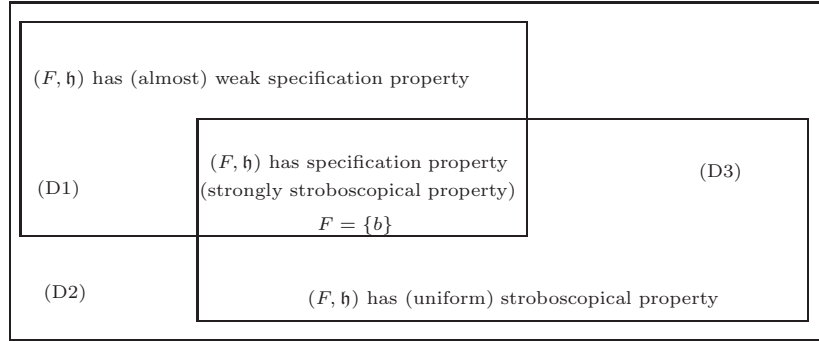 (F, 𝔥) has (almost) weak specification property
(F, 𝔥) has specification property
(D3)
(D1)
(strongly stroboscopical property)
F = {b}
(D2)
(F, 𝔥) has (uniform) stroboscopical property